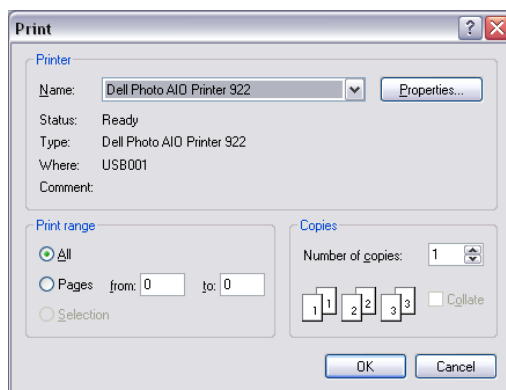 Print
Printer
Name: Dell Photo AIO Printer 922 Properties...
Status: Ready
Type: Dell Photo AIO Printer 922
Where: USB001
Comment:
Print range
All
Pages from: 0 to: 0
Selection
Copies
Number of copies: 1
1 1 2 2 3 3 Collate
OK Cancel